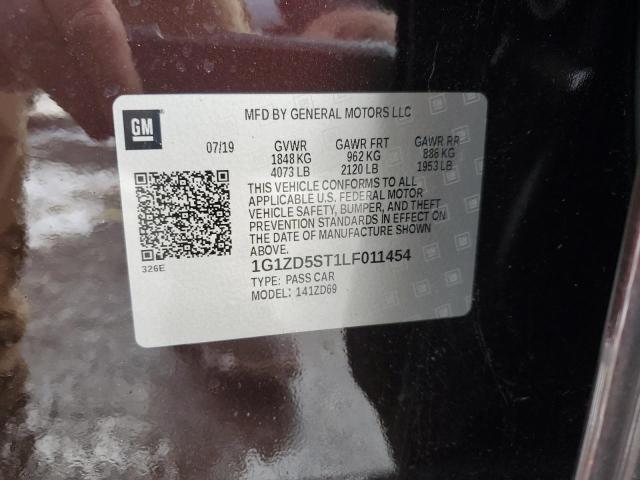 GM
MFD BY GENERAL MOTORS LLC
07/19 GVWR GAWR FRT GAWR RR
1848 KG 962 KG 886 KG
4073 LB 2120 LB 1953 LB
THIS VEHICLE CONFORMS TO ALL
APPLICABLE U.S. FEDERAL MOTOR
VEHICLE SAFETY, BUMPER, AND THEFT
PREVENTION STANDARDS IN EFFECT ON
THE DATE OF MANUFACTURE SHOWN
ABOVE.
326E
1G1ZD5ST1LF011454
TYPE: PASS CAR
MODEL: 141ZD69